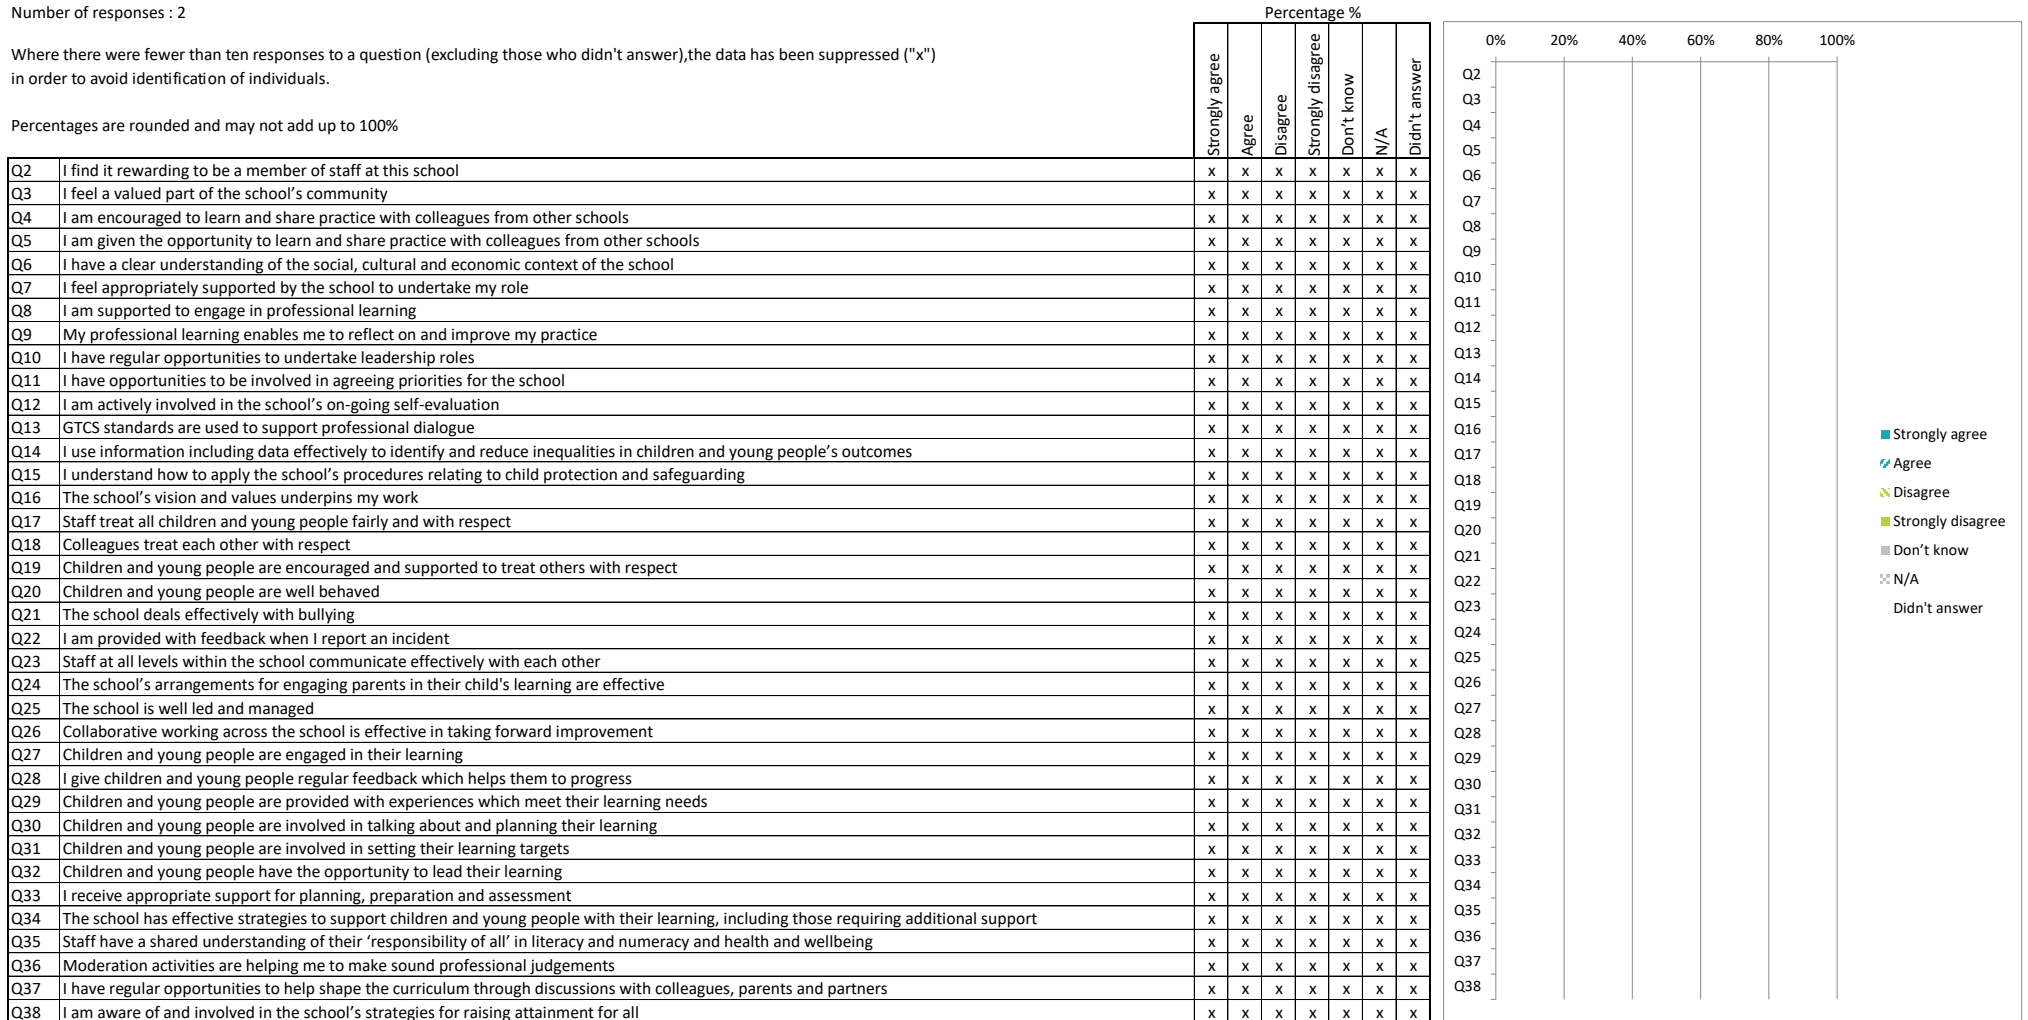 Number of responses : 2
Percentage %
Where there were fewer than ten responses to a question (excluding those who didn't answer),the data has been suppressed ("x")
in order to avoid identification of individuals.
Percentages are rounded and may not add up to 100%
Strongly agree
Agree
Disagree
Strongly disagree
Don't know
N/A
Didn't answer
Q2 I find it rewarding to be a member of staff at this school x x x x x x x
Q3 I feel a valued part of the school’s community x x x x x x x
Q4 I am encouraged to learn and share practice with colleagues from other schools x x x x x x x
Q5 I am given the opportunity to learn and share practice with colleagues from other schools x x x x x x x
Q6 I have a clear understanding of the social, cultural and economic context of the school x x x x x x x
Q7 I feel appropriately supported by the school to undertake my role x x x x x x x
Q8 I am supported to engage in professional learning x x x x x x x
Q9 My professional learning enables me to reflect on and improve my practice x x x x x x x
Q10 I have regular opportunities to undertake leadership roles x x x x x x x
Q11 I have opportunities to be involved in agreeing priorities for the school x x x x x x x
Q12 I am actively involved in the school’s on-going self-evaluation x x x x x x x
Q13 GTCS standards are used to support professional dialogue x x x x x x x
Q14 I use information including data effectively to identify and reduce inequalities in children and young people’s outcomes x x x x x x x
Q15 I understand how to apply the school’s procedures relating to child protection and safeguarding x x x x x x x
Q16 The school’s vision and values underpins my work x x x x x x x
Q17 Staff treat all children and young people fairly and with respect x x x x x x x
Q18 Colleagues treat each other with respect x x x x x x x
Q19 Children and young people are encouraged and supported to treat others with respect x x x x x x x
Q20 Children and young people are well behaved x x x x x x x
Q21 The school deals effectively with bullying x x x x x x x
Q22 I am provided with feedback when I report an incident x x x x x x x
Q23 Staff at all levels within the school communicate effectively with each other x x x x x x x
Q24 The school’s arrangements for engaging parents in their child's learning are effective x x x x x x x
Q25 The school is well led and managed x x x x x x x
Q26 Collaborative working across the school is effective in taking forward improvement x x x x x x x
Q27 Children and young people are engaged in their learning x x x x x x x
Q28 I give children and young people regular feedback which helps them to progress x x x x x x x
Q29 Children and young people are provided with experiences which meet their learning needs x x x x x x x
Q30 Children and young people are involved in talking about and planning their learning x x x x x x x
Q31 Children and young people are involved in setting their learning targets x x x x x x x
Q32 Children and young people have the opportunity to lead their learning x x x x x x x
Q33 I receive appropriate support for planning, preparation and assessment x x x x x x x
Q34 The school has effective strategies to support children and young people with their learning, including those requiring additional support x x x x x x x
Q35 Staff have a shared understanding of their ‘responsibility of all’ in literacy and numeracy and health and wellbeing x x x x x x x
Q36 Moderation activities are helping me to make sound professional judgements x x x x x x x
Q37 I have regular opportunities to help shape the curriculum through discussions with colleagues, parents and partners x x x x x x x
Q38 I am aware of and involved in the school’s strategies for raising attainment for all x x x x x x x
0% 20% 40% 60% 80% 100%
Q2
Q3
Q4
Q5
Q6
Q7
Q8
Q9
Q10
Q11
Q12
Q13
Q14
Q15
Q16
Q17
Q18
Q19
Q20
Q21
Q22
Q23
Q24
Q25
Q26
Q27
Q28
Q29
Q30
Q31
Q32
Q33
Q34
Q35
Q36
Q37
Q38
Strongly agree
Agree
Disagree
Strongly disagree
Don’t know
N/A
Didn't answer